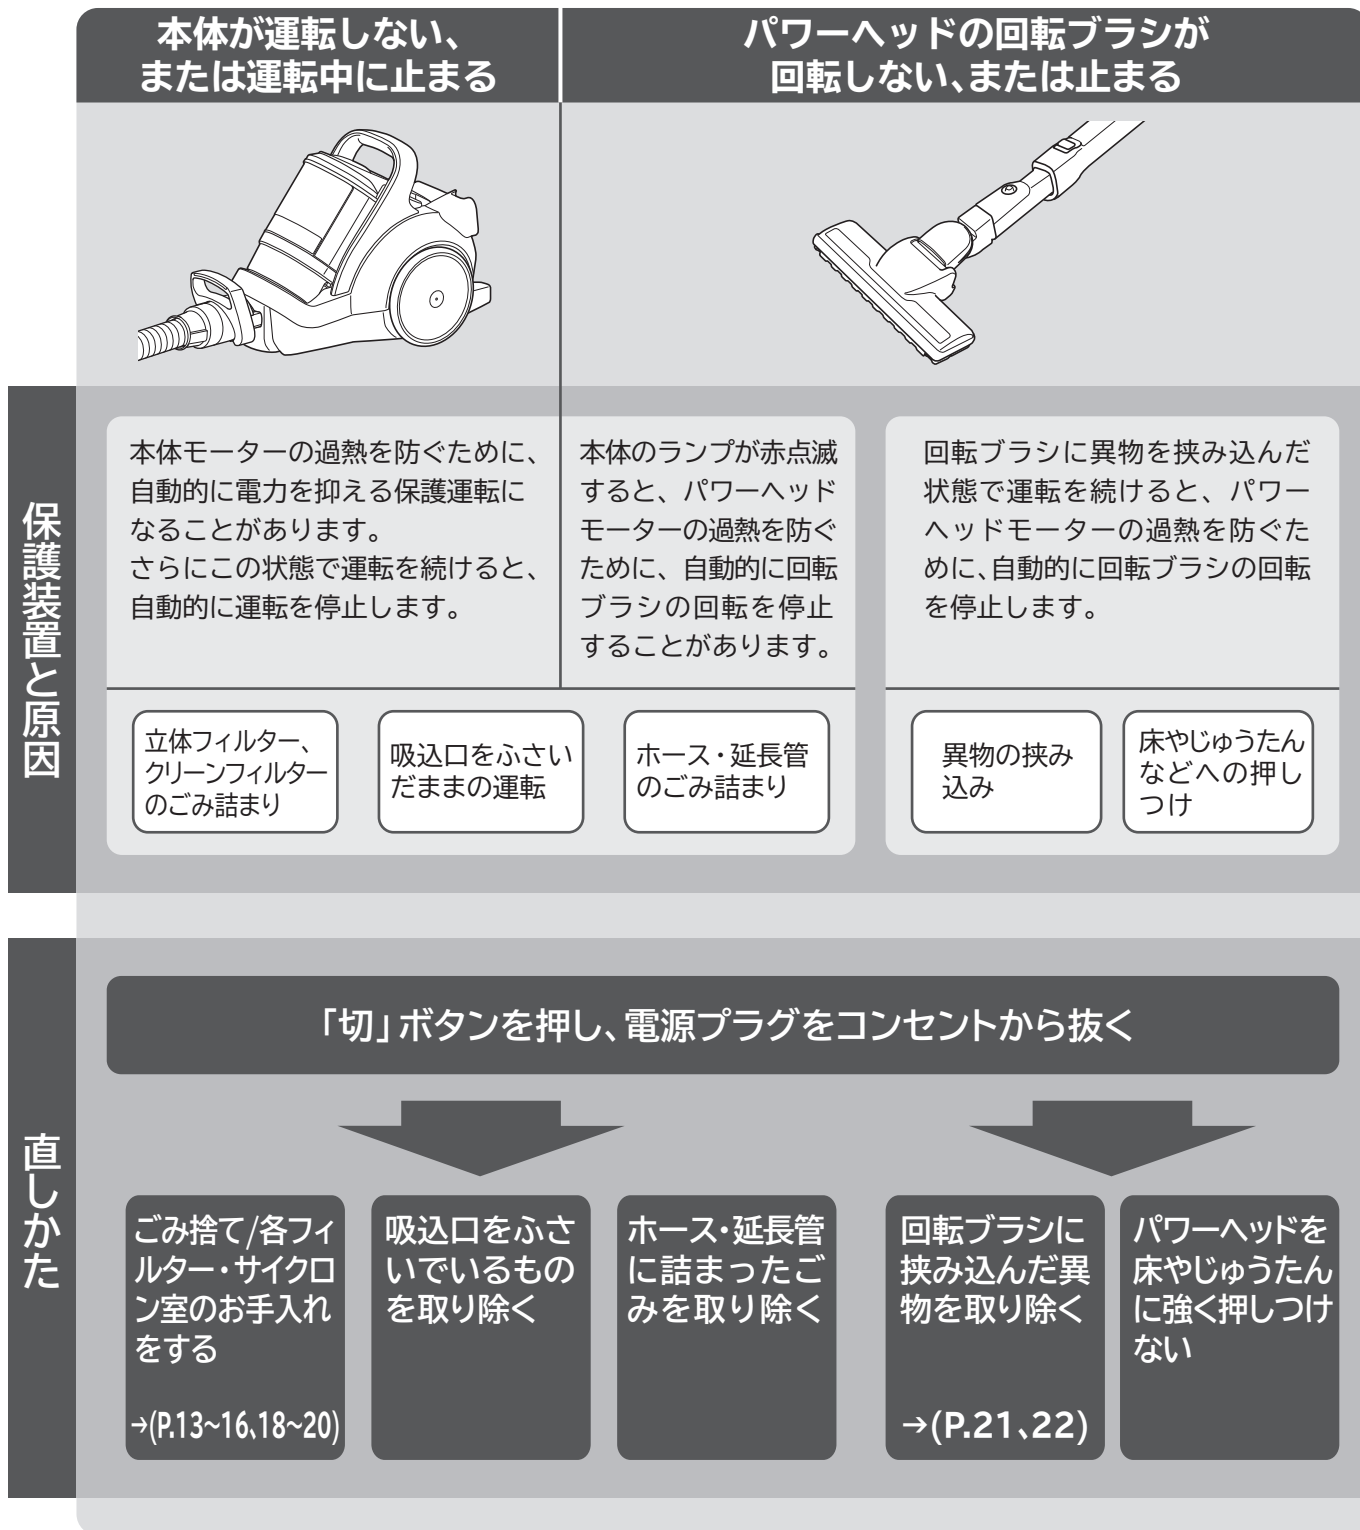 本体が運転しない、
または運転中に止まる
パワーヘッドの回転ブラシが
回転しない、または止まる
保護装置と原因
本体モーターの過熱を防ぐために、
自動的に電力を抑える保護運転に
なることがあります。
さらにこの状態で運転を続けると、
自動的に運転を停止します。
本体のランプが赤点滅
すると、パワーヘッド
モーターの過熱を防ぐ
ために、自動的に回転
ブラシの回転を停止
することがあります。
回転ブラシに異物を挟み込んだ
状態で運転を続けると、パワー
ヘッドモーターの過熱を防ぐた
めに、自動的に回転ブラシの回転
を停止します。
立体フィルター、
クリーンフィルター
のごみ詰まり
吸込口をふさい
だままの運転
ホース・延長管
のごみ詰まり
異物の挟み
込み
床やじゅうたん
などへの押し
つけ
直しかた
「切」ボタンを押し、電源プラグをコンセントから抜く
ごみ捨て/各フィ
ルター・サイクロ
ン室のお手入れ
をする
→(P.13~16、18~20)
吸込口をふさ
いでいるもの
を取り除く
ホース・延長管
に詰まったご
みを取り除く
回転ブラシに
挟み込んだ異
物を取り除く
→(P.21、22)
パワーヘッドを
床やじゅうたん
に強く押しつけ
ない